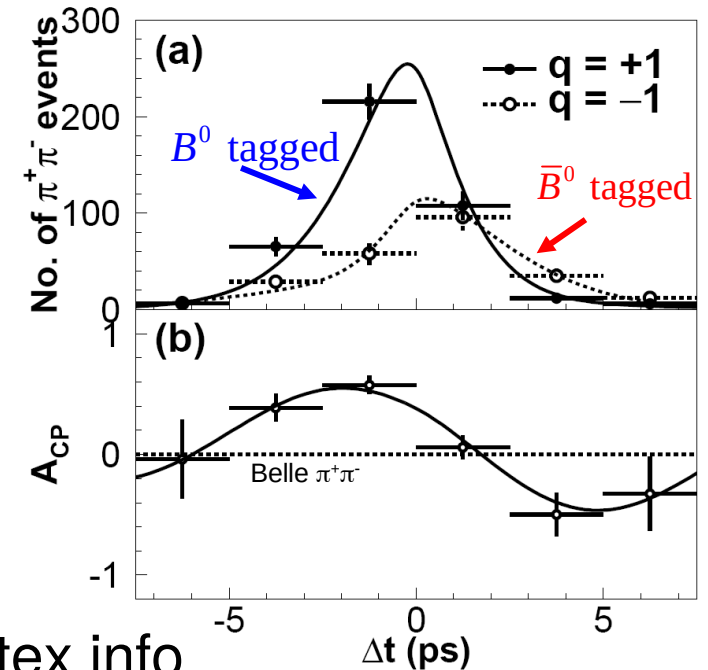 300
(a)
q = +1
q = −1
200
B⁰ tagged
B̅⁰ tagged
100
0
No. of π⁺π⁻ events
(b)
1
0
-1
A_CP
Belle π⁺π⁻
-5
0
5
Δt (ps)
tex info